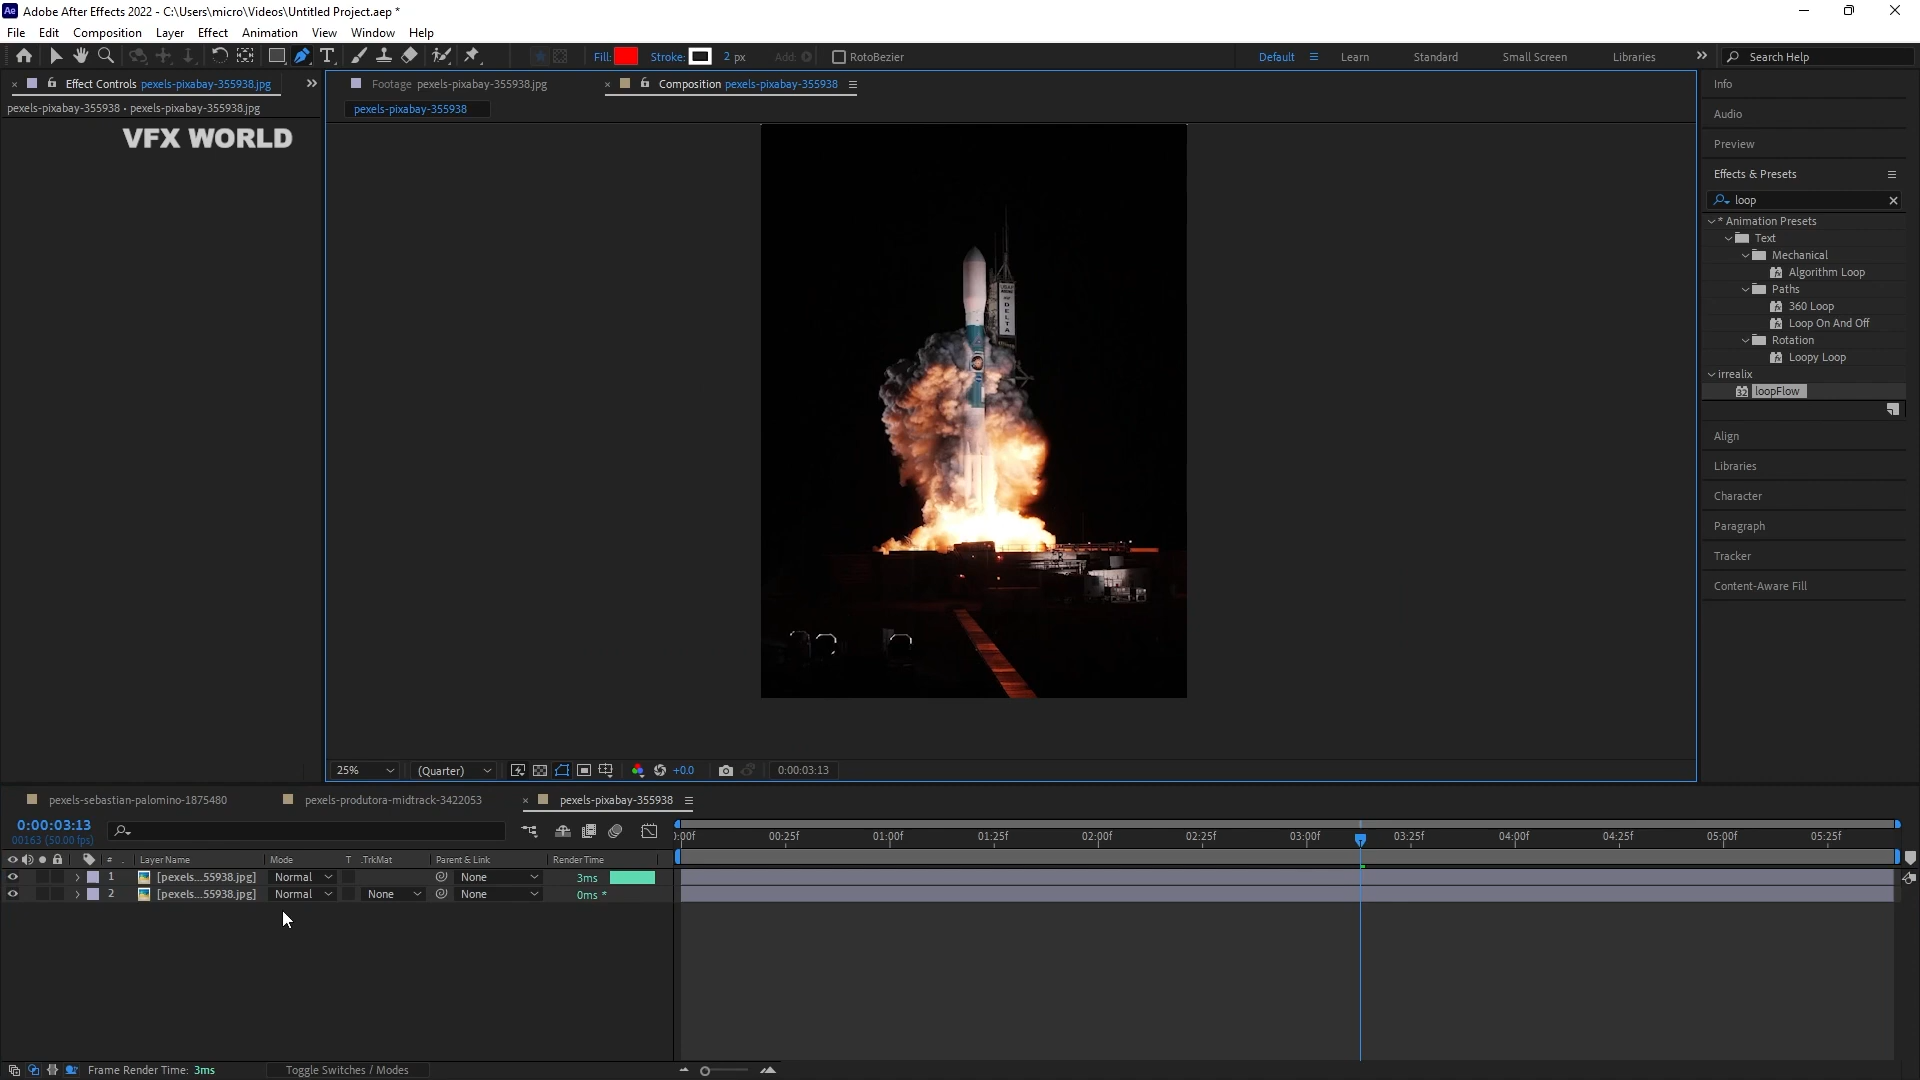 Ae Adobe After Effects 2022 - C:\Users\micro\Videos\Untitled Project.aep *
File Edit Composition Layer Effect Animation View Window Help
Fill: Stroke: 2 px Add: RotoBezier Default Learn Standard Small Screen Libraries Search Help
Effect Controls pexels-pixabay-355938.jpg
Footage pexels-pixabay-355938.jpg
Composition pexels-pixabay-355938
pexels-pixabay-355938 • pexels-pixabay-355938.jpg
pexels-pixabay-355938
VFX WORLD
DELTA
Info
Audio
Preview
Effects & Presets
loop
* Animation Presets
Text
Mechanical
Algorithm Loop
Paths
360 Loop
Loop On And Off
Rotation
Loopy Loop
irrealix
32 loopFlow
Align
Libraries
Character
Paragraph
Tracker
Content-Aware Fill
25% (Quarter) +0.0 0:00:03:13
pexels-sebastian-palomino-1875480 pexels-produtora-midtrack-3422053 pexels-pixabay-355938
0:00:03:13
00163 (50.00 fps)
:00f 00:25f 01:00f 01:25f 02:00f 02:25f 03:00f 03:25f 04:00f 04:25f 05:00f 05:25f
# . Layer Name Mode T .TrkMat Parent & Link Render Time
1 [pexels...55938.jpg] Normal None 3ms
2 [pexels...55938.jpg] Normal None None 0ms *
Frame Render Time: 3ms Toggle Switches / Modes